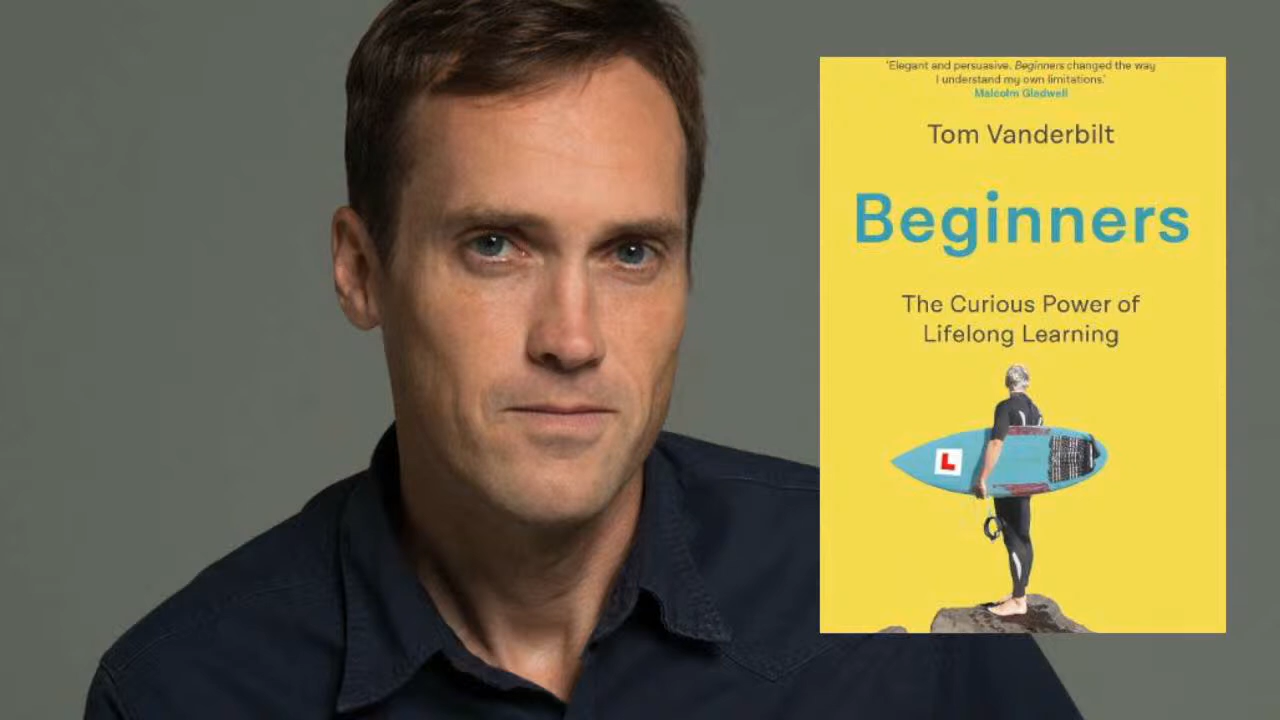 'Elegant and persuasive. Beginners changed the way
I understand my own limitations.'
Malcolm Gladwell
Tom Vanderbilt
Beginners
The Curious Power of
Lifelong Learning
L